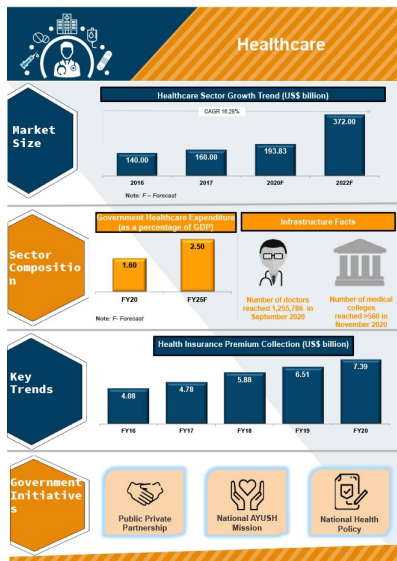 Healthcare
Market
Size
Healthcare Sector Growth Trend (US$ billion)
CAGR 16.28%
140.00
160.00
193.83
372.00
2016
2017
2020F
2022F
Note: F – Forecast
Sector
Compositio
n
Government Healthcare Expenditure
(as a percentage of GDP)
1.60
2.50
FY20
FY25F
Note: F- Forecast
Infrastructure Facts
Number of doctors
reached 1,255,786 in
September 2020
Number of medical
colleges
reached >560 in
November 2020
Key
Trends
Health Insurance Premium Collection (US$ billion)
4.08
4.78
5.88
6.51
7.39
FY16
FY17
FY18
FY19
FY20
Government
Initiative
s
Public Private
Partnership
National AYUSH
Mission
National Health
Policy